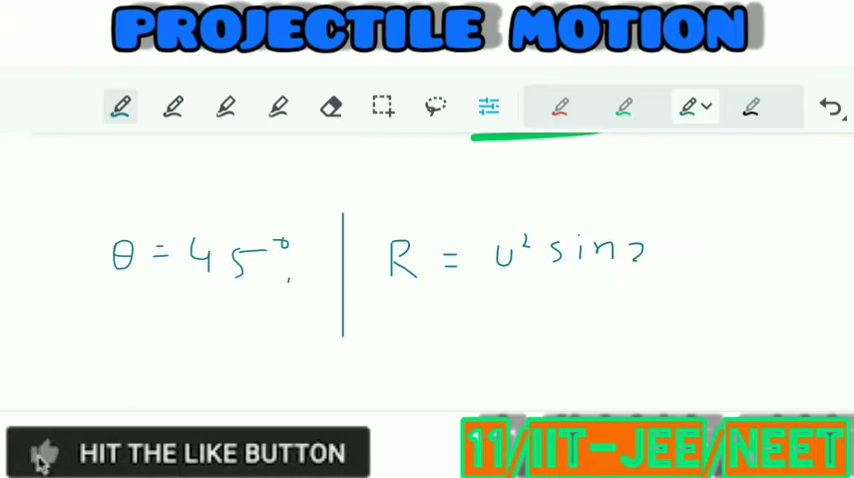 PROJECTILE MOTION
θ = 45° | R = u² sin2
HIT THE LIKE BUTTON
11/IIT-JEE/NEET